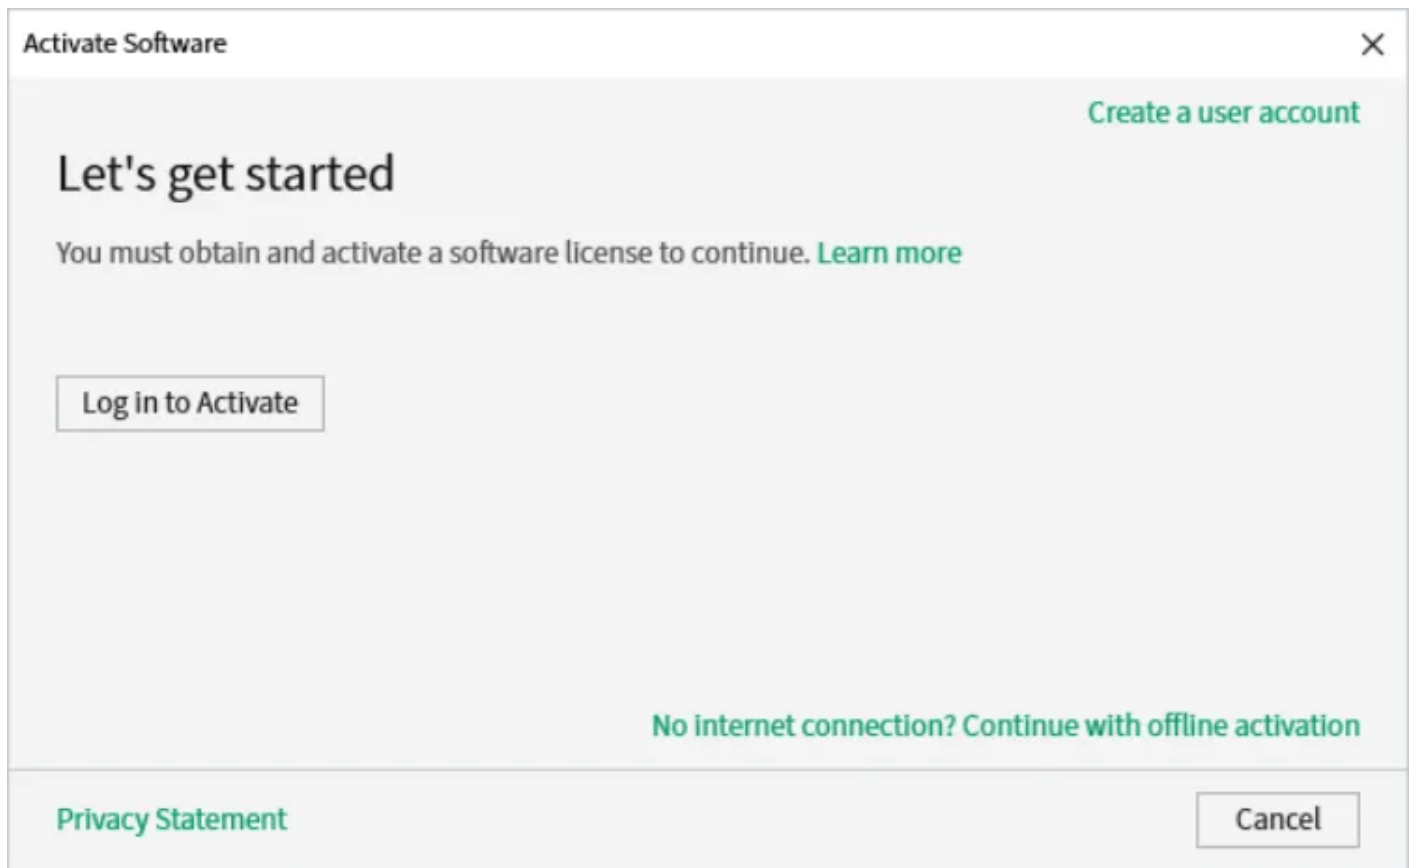 Activate Software
Create a user account
Let's get started
You must obtain and activate a software license to continue. Learn more
Log in to Activate
No internet connection? Continue with offline activation
Privacy Statement
Cancel